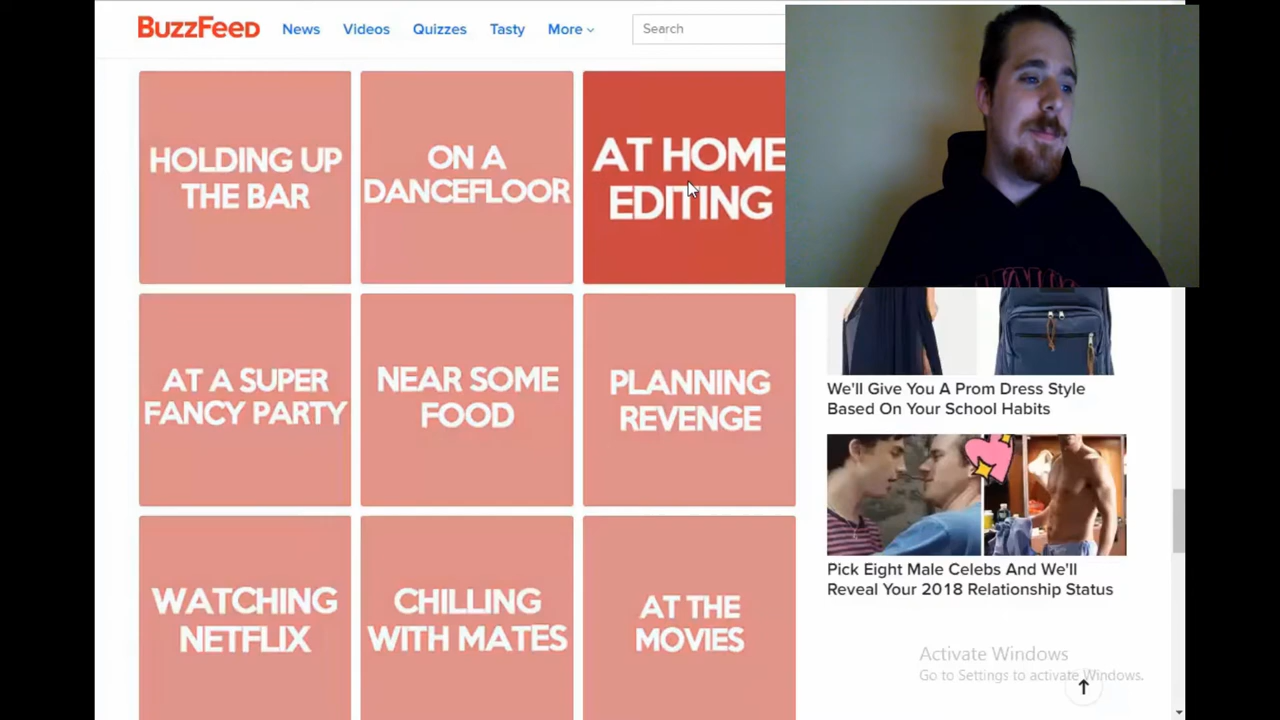 BuzzFeed News Videos Quizzes Tasty More Search
HOLDING UP
THE BAR
ON A
DANCEFLOOR
AT HOME
EDITING
AT A SUPER
FANCY PARTY
NEAR SOME
FOOD
PLANNING
REVENGE
WATCHING
NETFLIX
CHILLING
WITH MATES
AT THE
MOVIES
We'll Give You A Prom Dress Style
Based On Your School Habits
Pick Eight Male Celebs And We'll
Reveal Your 2018 Relationship Status
Activate Windows
Go to Settings to activate Windows.